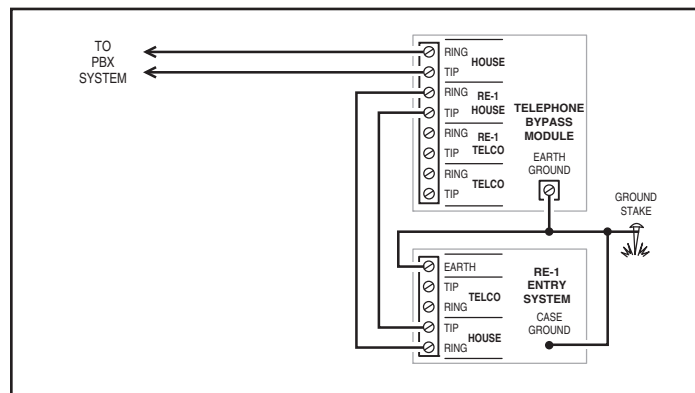 TO
PBX
SYSTEM
RING
HOUSE
TIP
RING
RE-1
HOUSE
TIP
RING
RE-1
TELCO
TIP
RING
TELCO
TIP
TELEPHONE
BYPASS
MODULE
EARTH
GROUND
GROUND
STAKE
EARTH
TIP
TELCO
RING
TIP
HOUSE
RING
RE-1
ENTRY
SYSTEM
CASE
GROUND